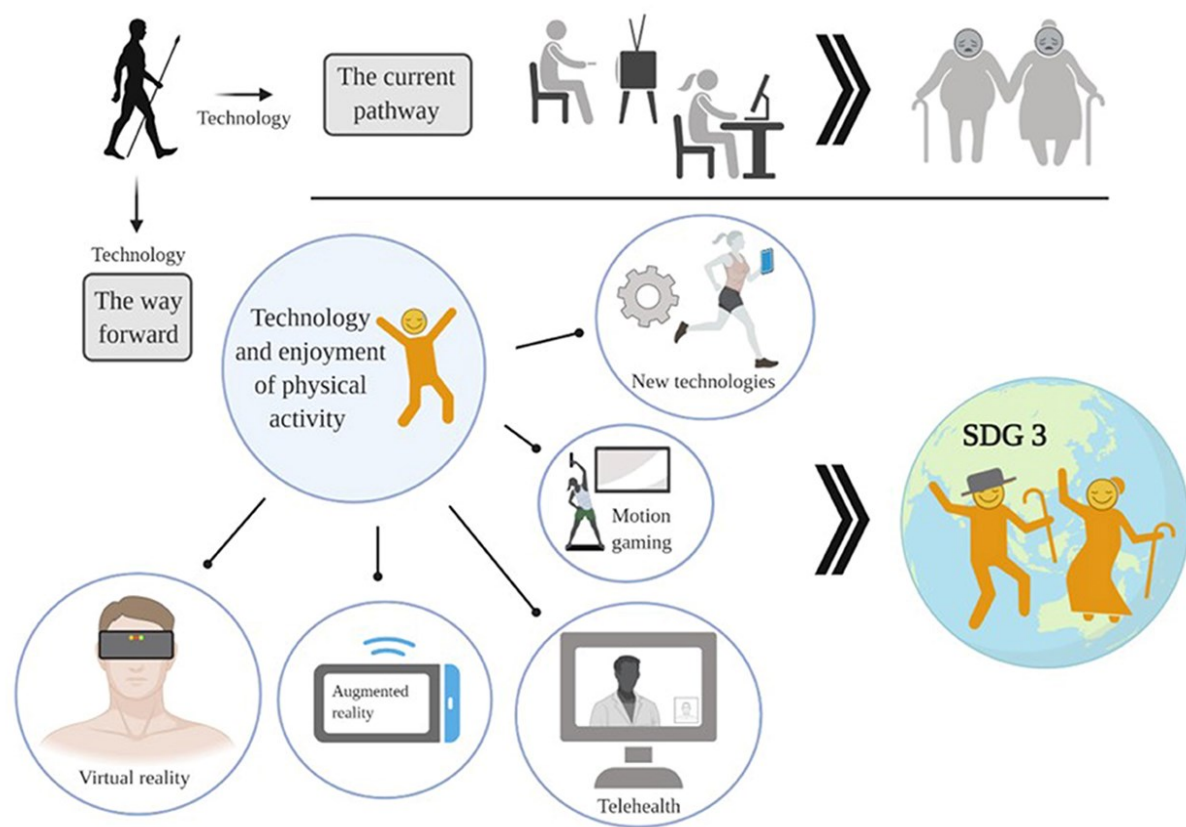 Technology
The current
pathway
Technology
The way
forward
Technology
and enjoyment
of physical
activity
New technologies
Motion
gaming
SDG 3
Virtual reality
Augmented
reality
Telehealth